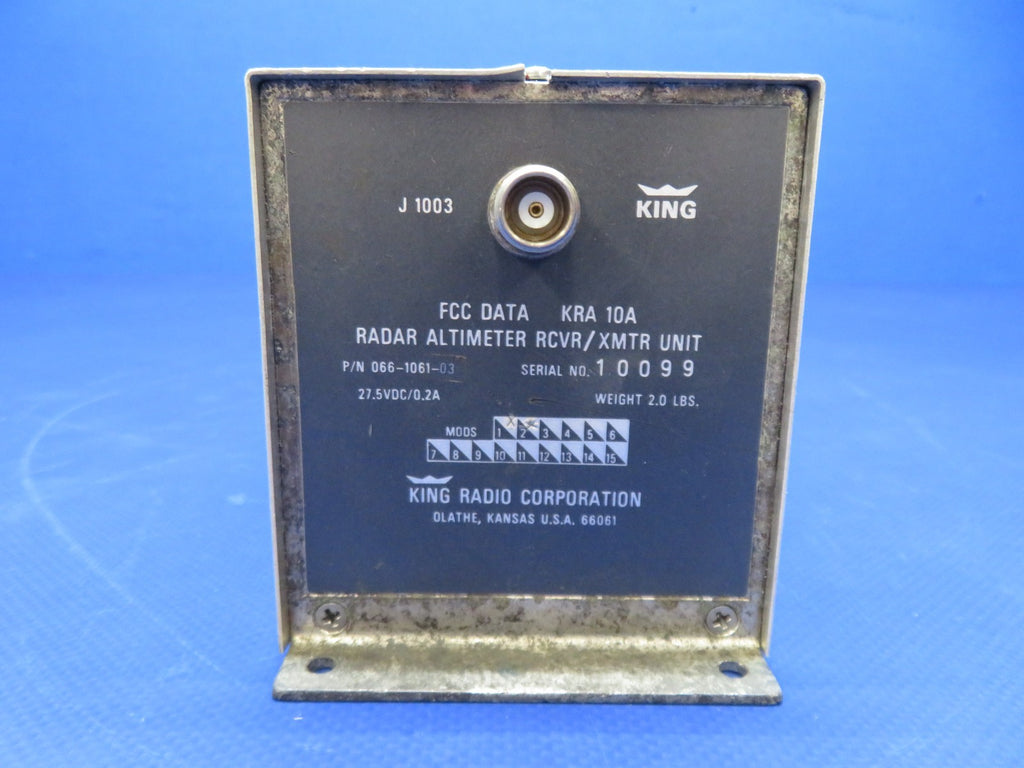 J 1003
KING
FCC DATA KRA 10A
RADAR ALTIMETER RCVR/XMTR UNIT
P/N 066-1061-03 SERIAL NO. 10099
27.5VDC/0.2A WEIGHT 2.0 LBS.
MODS 1 2 3 4 5 6
7 8 9 10 11 12 13 14 15
KING RADIO CORPORATION
OLATHE, KANSAS U.S.A. 66061